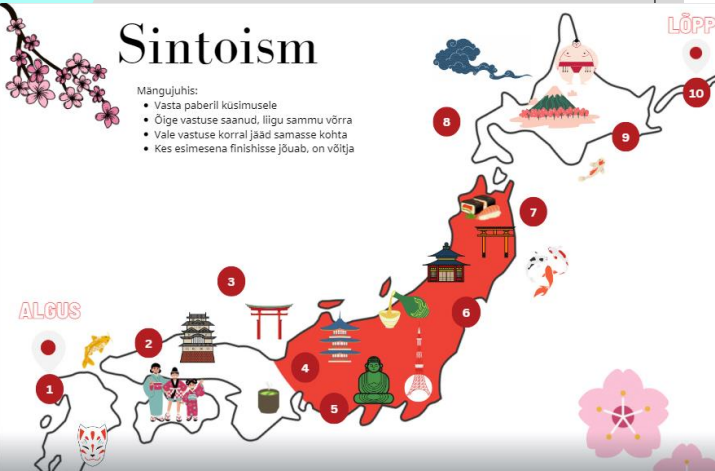 Sintoism
LÕPP
Mängujuhis:
Vasta paberil küsimusele
Õige vastuse saanud, liigu sammu võrra
Vale vastuse korral jääd samasse kohta
Kes esimesena finishisse jõuab, on võitja
10
8
9
7
3
ALGUS
6
2
4
1
5